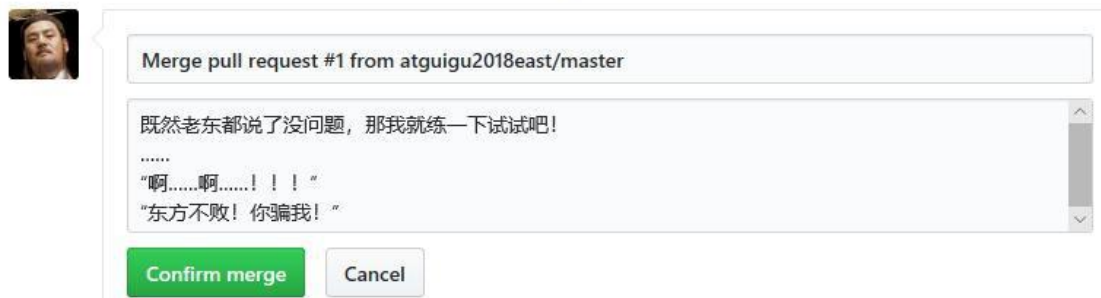 Merge pull request #1 from atguigu2018east/master
既然老东都说了没问题，那我就练一下试试吧！
......
“啊......啊......！！！”
“东方不败！你骗我！”
Confirm merge
Cancel